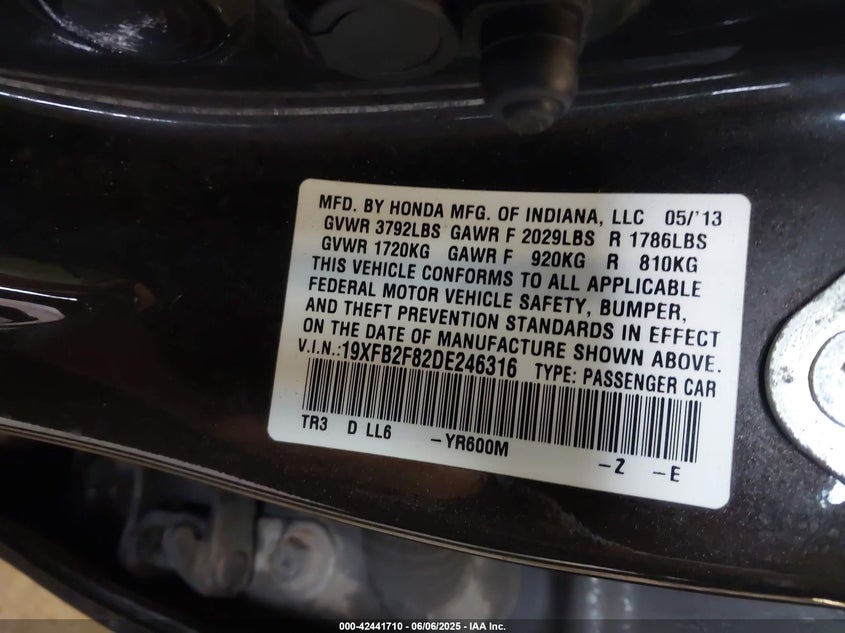 MFD. BY HONDA MFG. OF INDIANA, LLC 05/'13
GVWR 3792LBS GAWR F 2029LBS R 1786LBS
GVWR 1720KG GAWR F 920KG R 810KG
THIS VEHICLE CONFORMS TO ALL APPLICABLE
FEDERAL MOTOR VEHICLE SAFETY, BUMPER,
AND THEFT PREVENTION STANDARDS IN EFFECT
ON THE DATE OF MANUFACTURE SHOWN ABOVE.
V.I.N.:19XFB2F82DE246316 TYPE: PASSENGER CAR
TR3 D LL6 -YR600M -Z -E
000-42441710 - 06/06/2025 - IAA Inc.